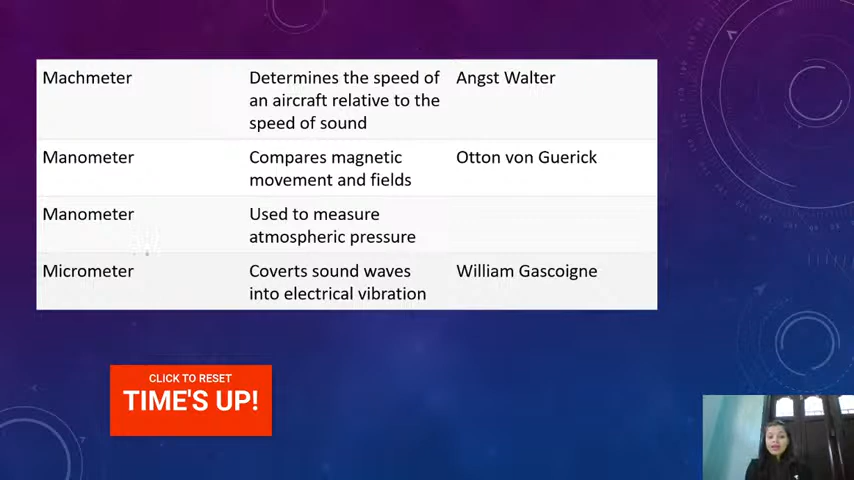 Machmeter
Determines the speed of
an aircraft relative to the
speed of sound
Angst Walter
Manometer
Compares magnetic
movement and fields
Otton von Guerick
Manometer
Used to measure
atmospheric pressure
Micrometer
Coverts sound waves
into electrical vibration
William Gascoigne
CLICK TO RESET
TIME'S UP!